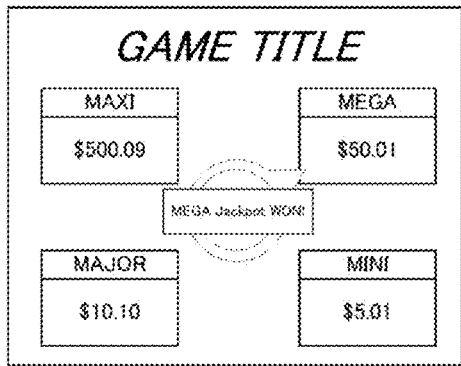 GAME TITLE
MAXI
$500.09
MEGA
$50.01
MEGA Jackpot WON!
MAJOR
$10.10
MINI
$5.01